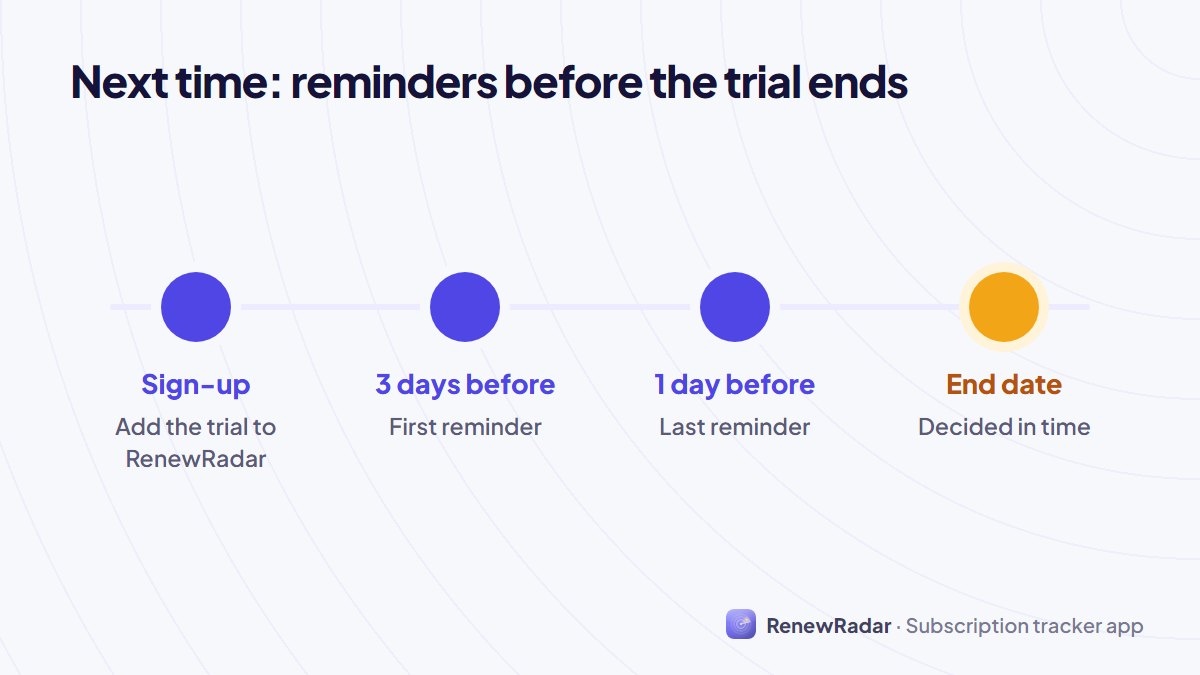 Next time: reminders before the trial ends
Sign-up
Add the trial to
RenewRadar
3 days before
First reminder
1 day before
Last reminder
End date
Decided in time
RenewRadar · Subscription tracker app